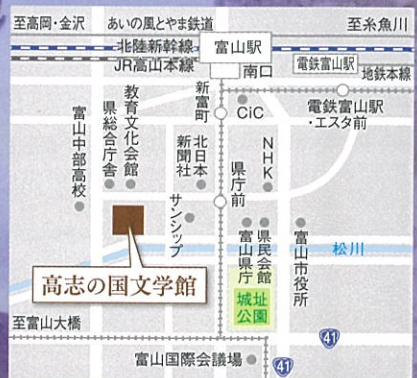 至高岡・金沢
あいの風とやま鉄道
至糸魚川
北陸新幹線
富山駅
JR高山本線
南口
電鉄富山駅
地鉄本線
新富町
CiC
電鉄富山駅
・エスタ前
教育文化会館
県総合庁舎
富山中部高校
北日本
新聞社
NHK
県庁前
サンシップ
県民会館
富山県庁
富山市役所
松川
高志の国文学館
城址
公園
至富山大橋
41
富山国際会議場
41